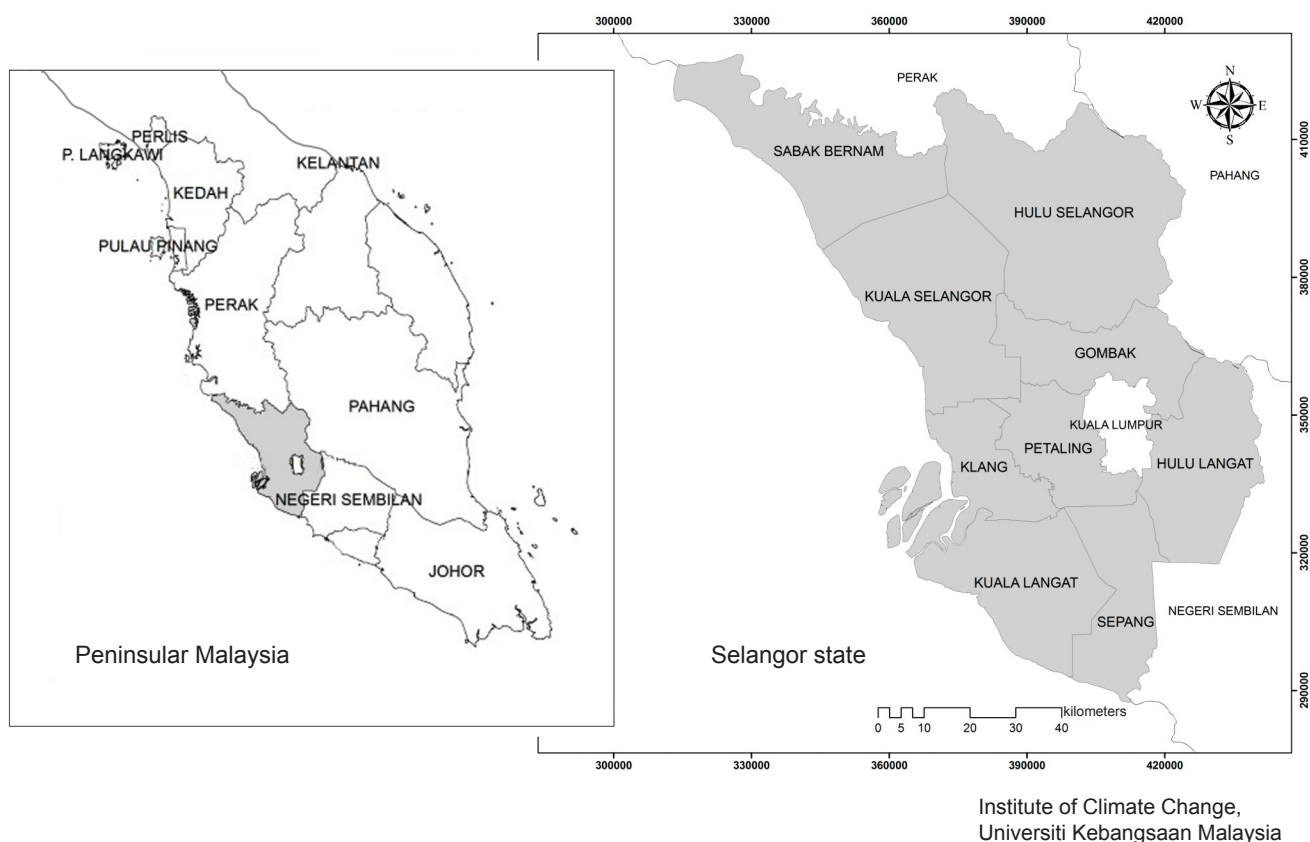 PERLIS
P. LANGKAWI
KELANTAN
KEDAH
PULAU PINANG
PERAK
PAHANG
NEGERI SEMBILAN
JOHOR
Peninsular Malaysia
300000 330000 360000 390000 420000
PERAK
N
W E
S
410000
SABAK BERNAM
PAHANG
HULU SELANGOR
380000
KUALA SELANGOR
GOMBAK
350000
KUALA LUMPUR
PETALING
HULU LANGAT
KLANG
320000
KUALA LANGAT
NEGERI SEMBILAN
SEPANG
Selangor state
290000
kilometers
0 5 10 20 30 40
300000 330000 360000 390000 420000
Institute of Climate Change,
Universiti Kebangsaan Malaysia